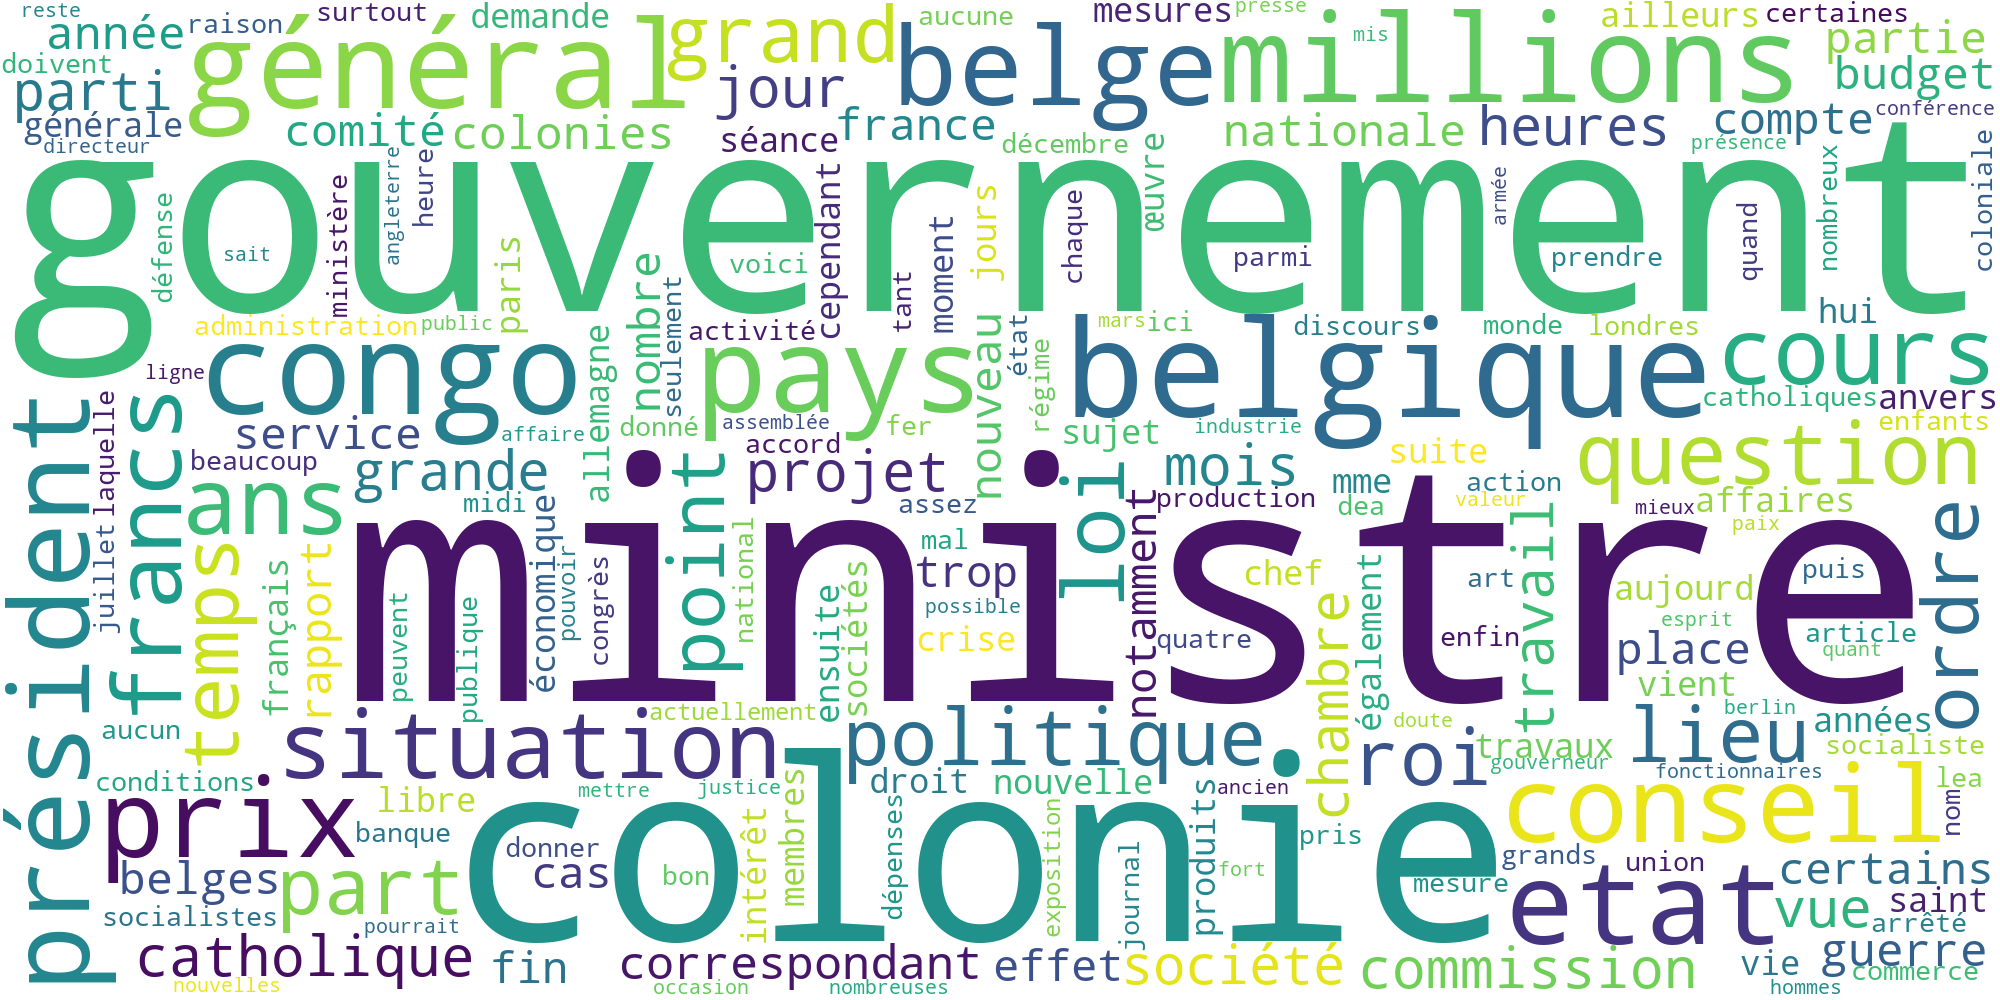 reste
année
raison
surtout
demande
aucune
mesures
presse
ailleurs
certaines
doivent
général
grand
jour
belge
millions
mis
partie
budget
parti
générale
directeur
comité
colonies
séance
france
décembre
nationale
heures
compte
conférence
présence
gouvernement
défense
sait
ministère
angleterre
heure
paris
voici
cependant
tant
moment
jours
chaque
œuvre
parmi
armée
prendre
quand
nombreux
coloniale
administration
public
nombre
seulement
activité
nouveau
état
mars
ici
discours
monde
londres
hui
ligne
congo
allemagne
pays
régime
belgique
cours
catholiques
anvers
enfants
président
francs
laquelle
juillet
service
beaucoup
affaire
donné
assemblée
accord
fer
sujet
industrie
suite
question
ans
grande
midi
économique
point
projet
assez
loi
mois
notamment
production
mme
dea
action
valeur
mieux
affaires
paix
ordre
temps
français
rapport
ministre
peuvent
publique
pouvoir
congrès
national
ensuite
sociétés
mal
trop
possible
crise
quatre
chef
chambre
également
art
enfin
travail
aujourd
puis
esprit
article
quant
place
vient
berlin
années
aucun
situation
actuellement
politique
doute
roi
travaux
gouverneur
lieu
socialiste
fonctionnaires
lea
conditions
prix
libre
banque
mettre
justice
membres
intérêt
droit
nouvelle
produits
ancien
colonie
conseil
nom
belges
part
donner
cas
bon
dépenses
exposition
journal
fort
pris
mesure
grands
union
etat
certains
vue
saint
arrêté
socialistes
pourrait
catholique
nouvelles
fin
correspondant
occasion
nombreuses
effet
société
commission
vie
guerre
commerce
hommes